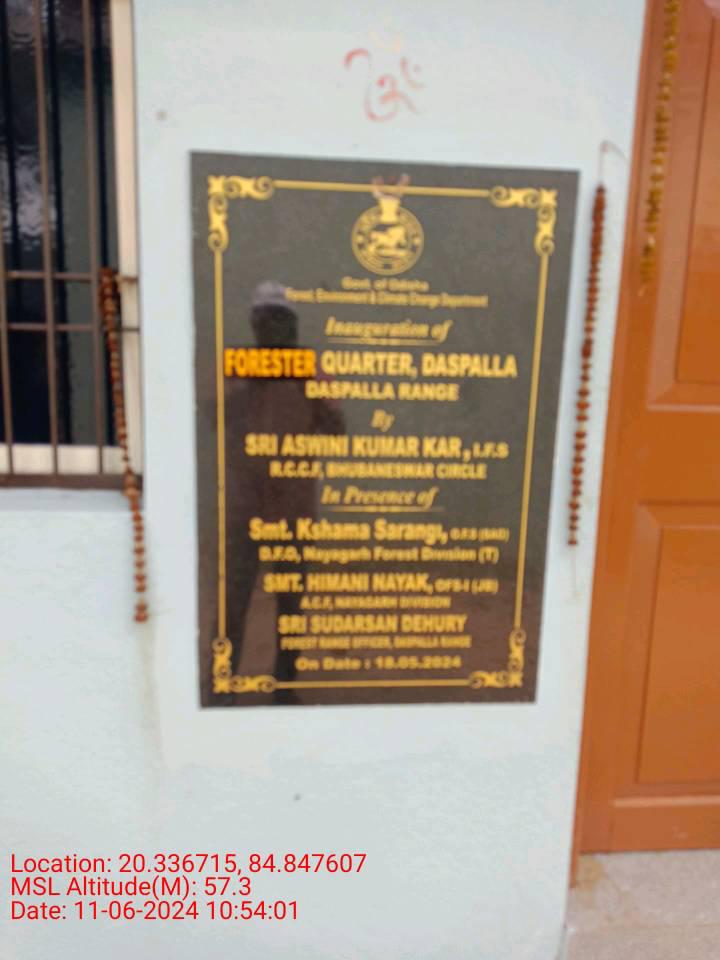 Govt. of Odisha
Forest, Environment & Climate Change Department
Inauguration of
FORESTER QUARTER, DASPALLA
DASPALLA RANGE
By
SRI ASWINI KUMAR KAR, I.F.S
R.C.C.F, BHUBANESWAR CIRCLE
In Presence of
Smt. Kshama Sarangi, O.F.S (SAG)
D.F.O, Nayagarh Forest Division (T)
SMT. HIMANI NAYAK, OFS-I (JB)
A.C.F, NAYAGARH DIVISION
SRI SUDARSAN DEHURY
FOREST RANGE OFFICER, DASPALLA RANGE
On Date : 18.05.2024
Location: 20.336715, 84.847607
MSL Altitude(M): 57.3
Date: 11-06-2024 10:54:01